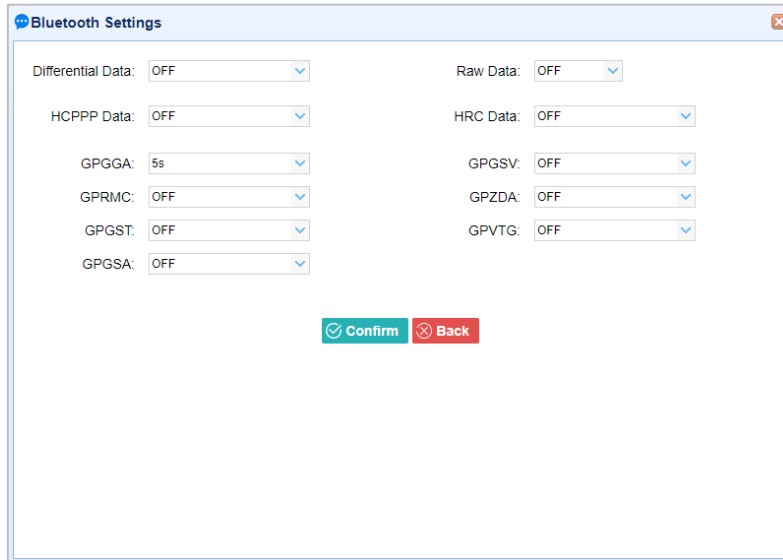 Bluetooth Settings
Differential Data: OFF Raw Data: OFF
HCPPP Data: OFF HRC Data: OFF
GPGGA: 5s GPGSV: OFF
GPRMC: OFF GPZDA: OFF
GPGST: OFF GPVTG: OFF
GPGSA: OFF
Confirm Back